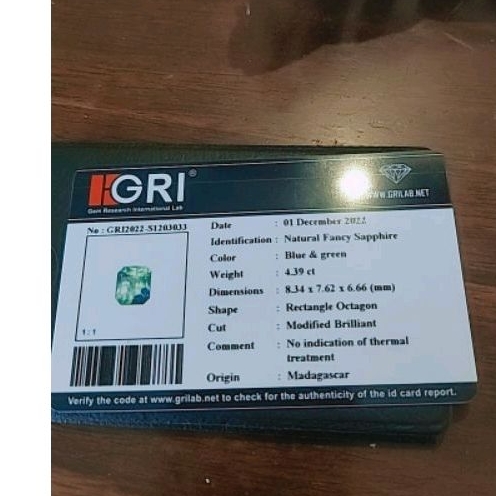 GRI®
Gem Research International Lab
WWW.GRILAB.NET
No : GRI2022-S1203033
Date : 01 December 2022
Identification : Natural Fancy Sapphire
Color : Blue & green
Weight : 4.39 ct
Dimensions : 8.34 x 7.62 x 6.66 (mm)
Shape : Rectangle Octagon
Cut : Modified Brilliant
Comment : No indication of thermal
treatment
Origin : Madagascar
1:1
Verify the code at www.grilab.net to check for the authenticity of the id card report.